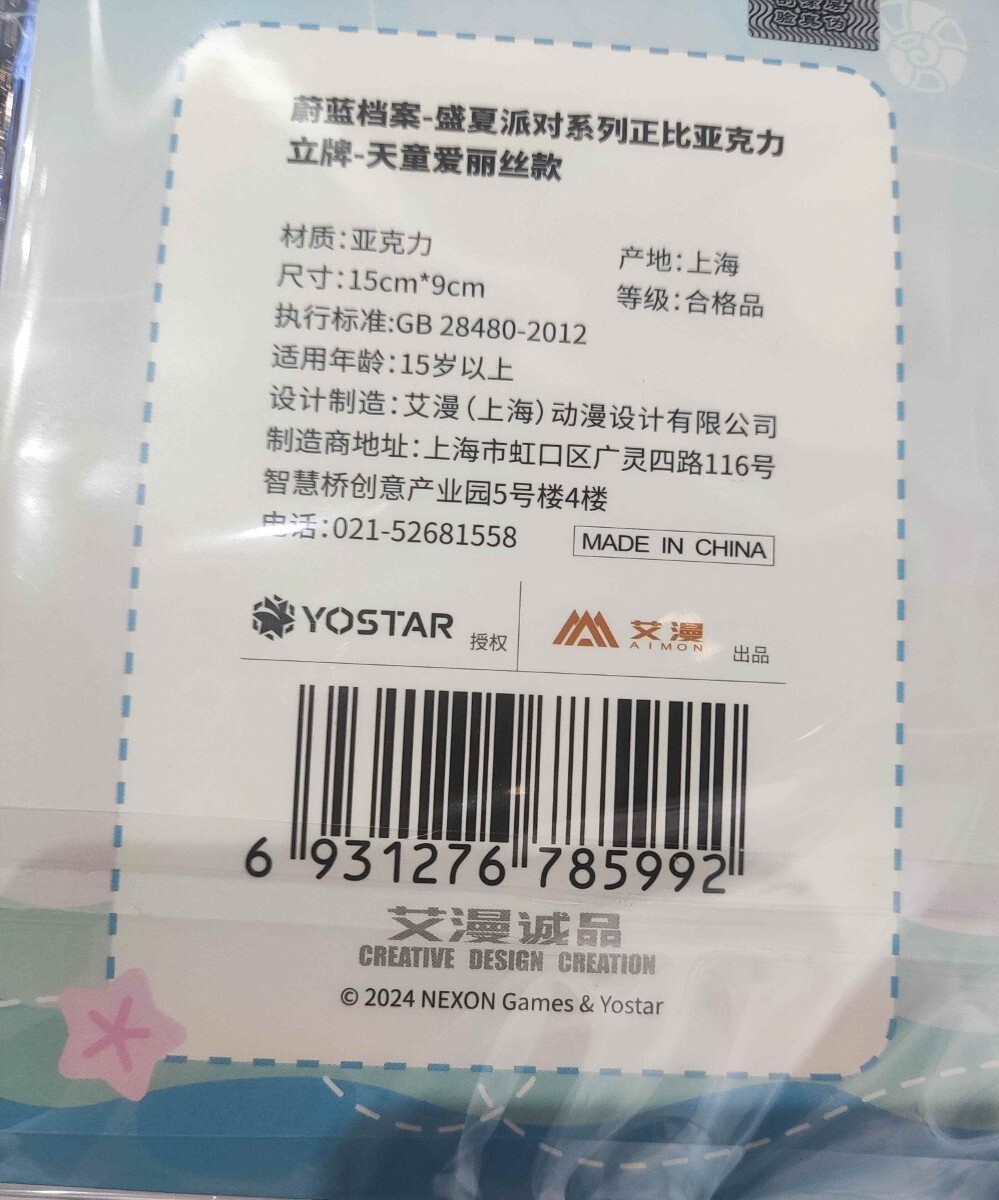 验真伪
蔚蓝档案-盛夏派对系列正比亚克力
立牌-天童爱丽丝款
材质:亚克力
产地:上海
尺寸:15cm*9cm
等级:合格品
执行标准:GB 28480-2012
适用年龄:15岁以上
设计制造:艾漫(上海)动漫设计有限公司
制造商地址:上海市虹口区广灵四路116号
智慧桥创意产业园5号楼4楼
电话:021-52681558
MADE IN CHINA
YOSTAR 授权
艾漫 AIMON 出品
6 931276 785992
艾漫诚品
CREATIVE DESIGN CREATION
© 2024 NEXON Games & Yostar